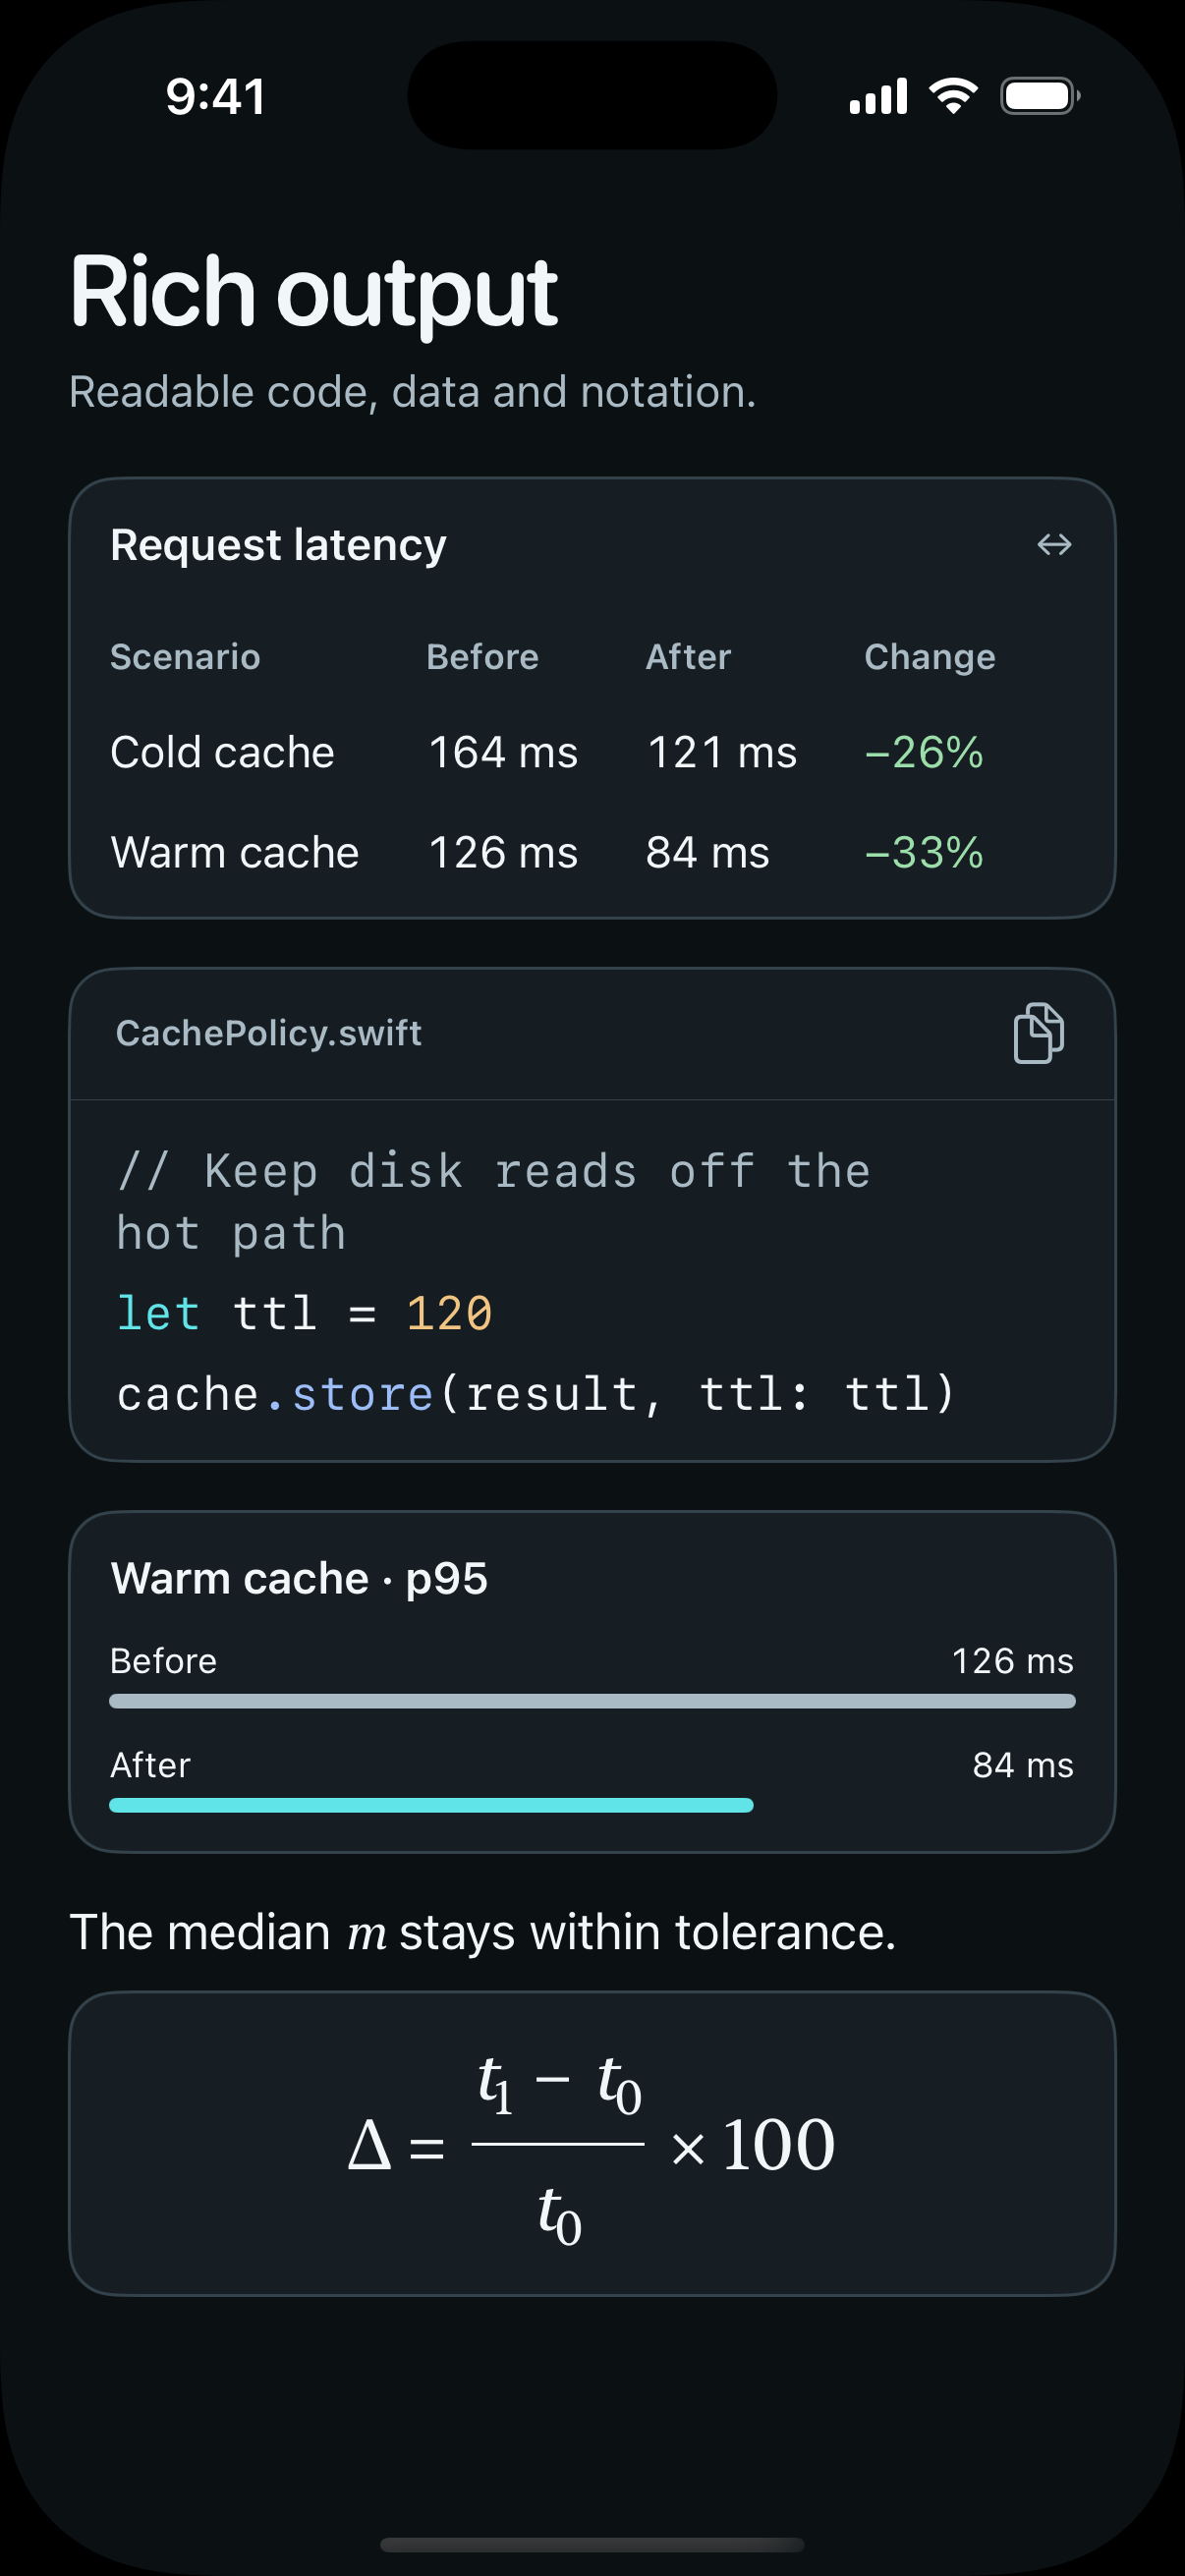 9:41
Rich output
Readable code, data and notation.
Request latency
Scenario Before After Change
Cold cache 164 ms 121 ms –26%
Warm cache 126 ms 84 ms –33%
CachePolicy.swift
// Keep disk reads off the
hot path
let ttl = 120
cache.store(result, ttl: ttl)
Warm cache · p95
Before 126 ms
After 84 ms
The median m stays within tolerance.
t₁ − t₀
Δ = × 100
t₀